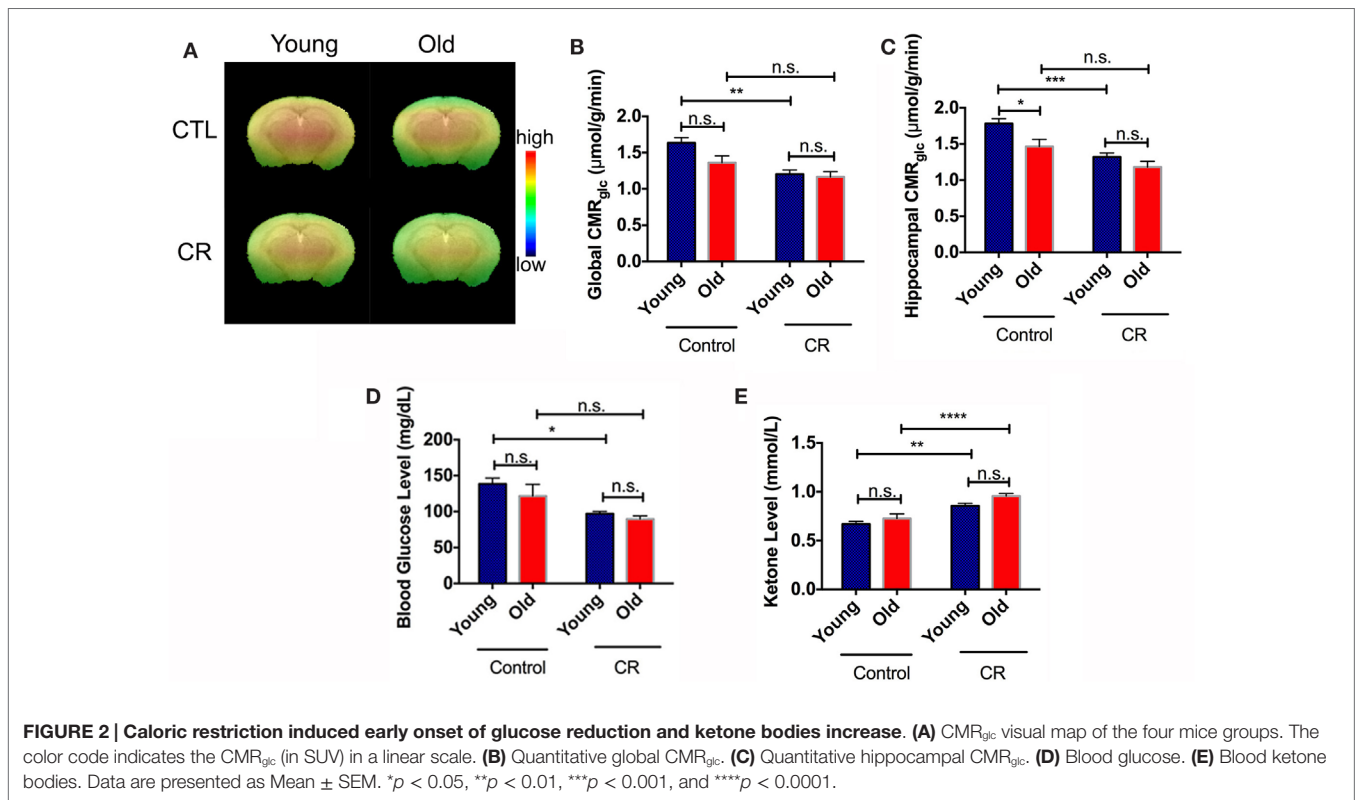 A
Young Old
CTL
CR
high
low
B
n.s.
**
n.s.
n.s.
Global CMRglc (µmol/g/min)
2.0
1.5
1.0
0.5
0.0
Young Old Young Old
Control CR
C
n.s.
***
*
n.s.
Hippocampal CMRglc (µmol/g/min)
2.0
1.5
1.0
0.5
0.0
Young Old Young Old
Control CR
D
n.s.
*
n.s.
n.s.
Blood Glucose Level (mg/dL)
200
150
100
50
0
Young Old Young Old
Control CR
E
****
**
n.s.
n.s.
Ketone Level (mmol/L)
1.5
1.0
0.5
0.0
Young Old Young Old
Control CR
FIGURE 2 | Caloric restriction induced early onset of glucose reduction and ketone bodies increase. (A) CMRglc visual map of the four mice groups. The
color code indicates the CMRglc (in SUV) in a linear scale. (B) Quantitative global CMRglc. (C) Quantitative hippocampal CMRglc. (D) Blood glucose. (E) Blood ketone
bodies. Data are presented as Mean ± SEM. *p < 0.05, **p < 0.01, ***p < 0.001, and ****p < 0.0001.